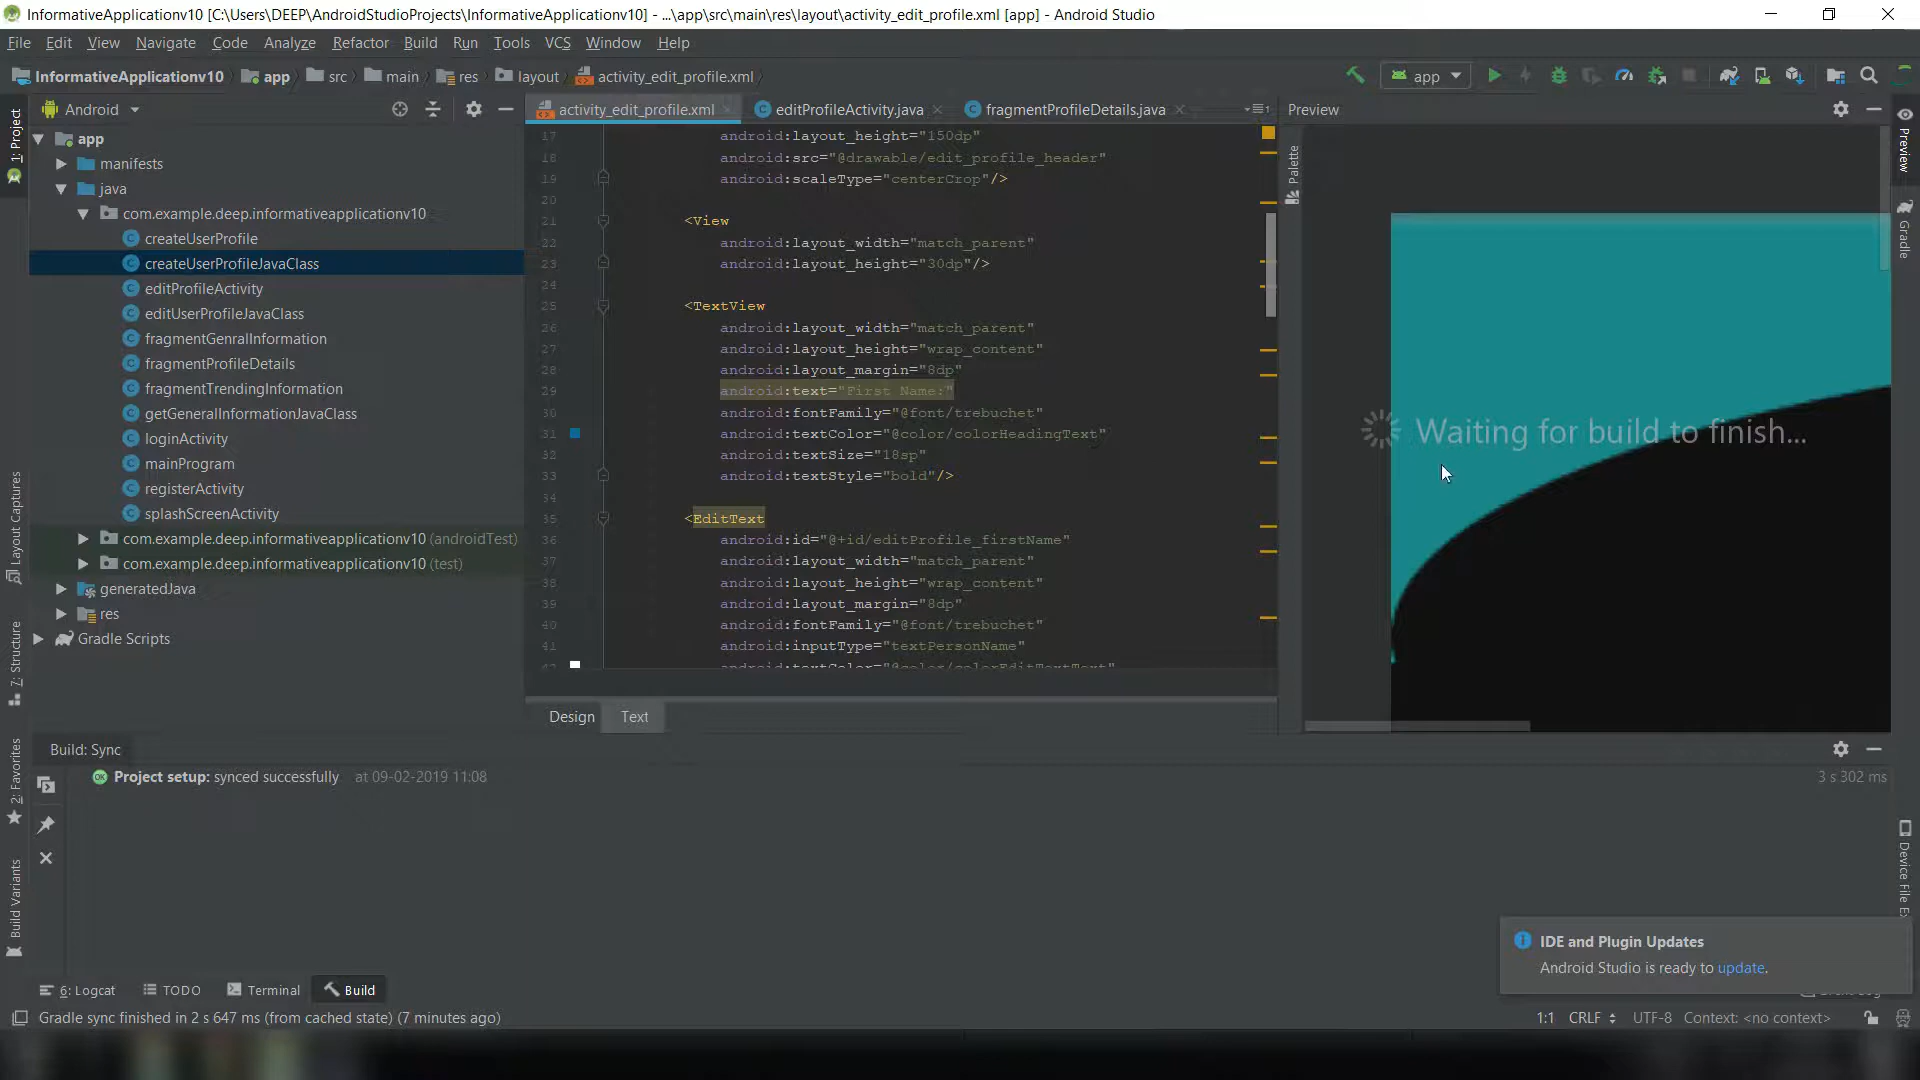 InformativeApplicationv10 [C:\Users\DEEP\AndroidStudioProjects\InformativeApplicationv10] - ...\app\src\main\res\layout\activity_edit_profile.xml [app] - Android Studio
File Edit View Navigate Code Analyze Refactor Build Run Tools VCS Window Help
InformativeApplicationv10 app src main res layout activity_edit_profile.xml
app
1: Project
Android
activity_edit_profile.xml editProfileActivity.java fragmentProfileDetails.java
Preview
app
manifests
java
com.example.deep.informativeapplicationv10
createUserProfile
createUserProfileJavaClass
editProfileActivity
editUserProfileJavaClass
fragmentGenralInformation
fragmentProfileDetails
fragmentTrendingInformation
getGeneralInformationJavaClass
loginActivity
mainProgram
registerActivity
splashScreenActivity
com.example.deep.informativeapplicationv10 (androidTest)
com.example.deep.informativeapplicationv10 (test)
generatedJava
res
Gradle Scripts
17 android:layout_height="150dp"
18 android:src="@drawable/edit_profile_header"
19 android:scaleType="centerCrop"/>
20
21 <View
22 android:layout_width="match_parent"
23 android:layout_height="30dp"/>
24
25 <TextView
26 android:layout_width="match_parent"
27 android:layout_height="wrap_content"
28 android:layout_margin="8dp"
29 android:text="First Name:"
30 android:fontFamily="@font/trebuchet"
31 android:textColor="@color/colorHeadingText"
32 android:textSize="18sp"
33 android:textStyle="bold"/>
34
35 <EditText
36 android:id="@+id/editProfile_firstName"
37 android:layout_width="match_parent"
38 android:layout_height="wrap_content"
39 android:layout_margin="8dp"
40 android:fontFamily="@font/trebuchet"
41 android:inputType="textPersonName"
42 android:textColor="@color/colorEditTextText"
Design Text
Palette
Waiting for build to finish...
Preview
Gradle
Layout Captures
7: Structure
2: Favorites
Build Variants
Build: Sync
Project setup: synced successfully at 09-02-2019 11:08
3 s 302 ms
Device File Ex
IDE and Plugin Updates
Android Studio is ready to update.
6: Logcat TODO Terminal Build
Gradle sync finished in 2 s 647 ms (from cached state) (7 minutes ago)
1:1 CRLF UTF-8 Context: <no context>